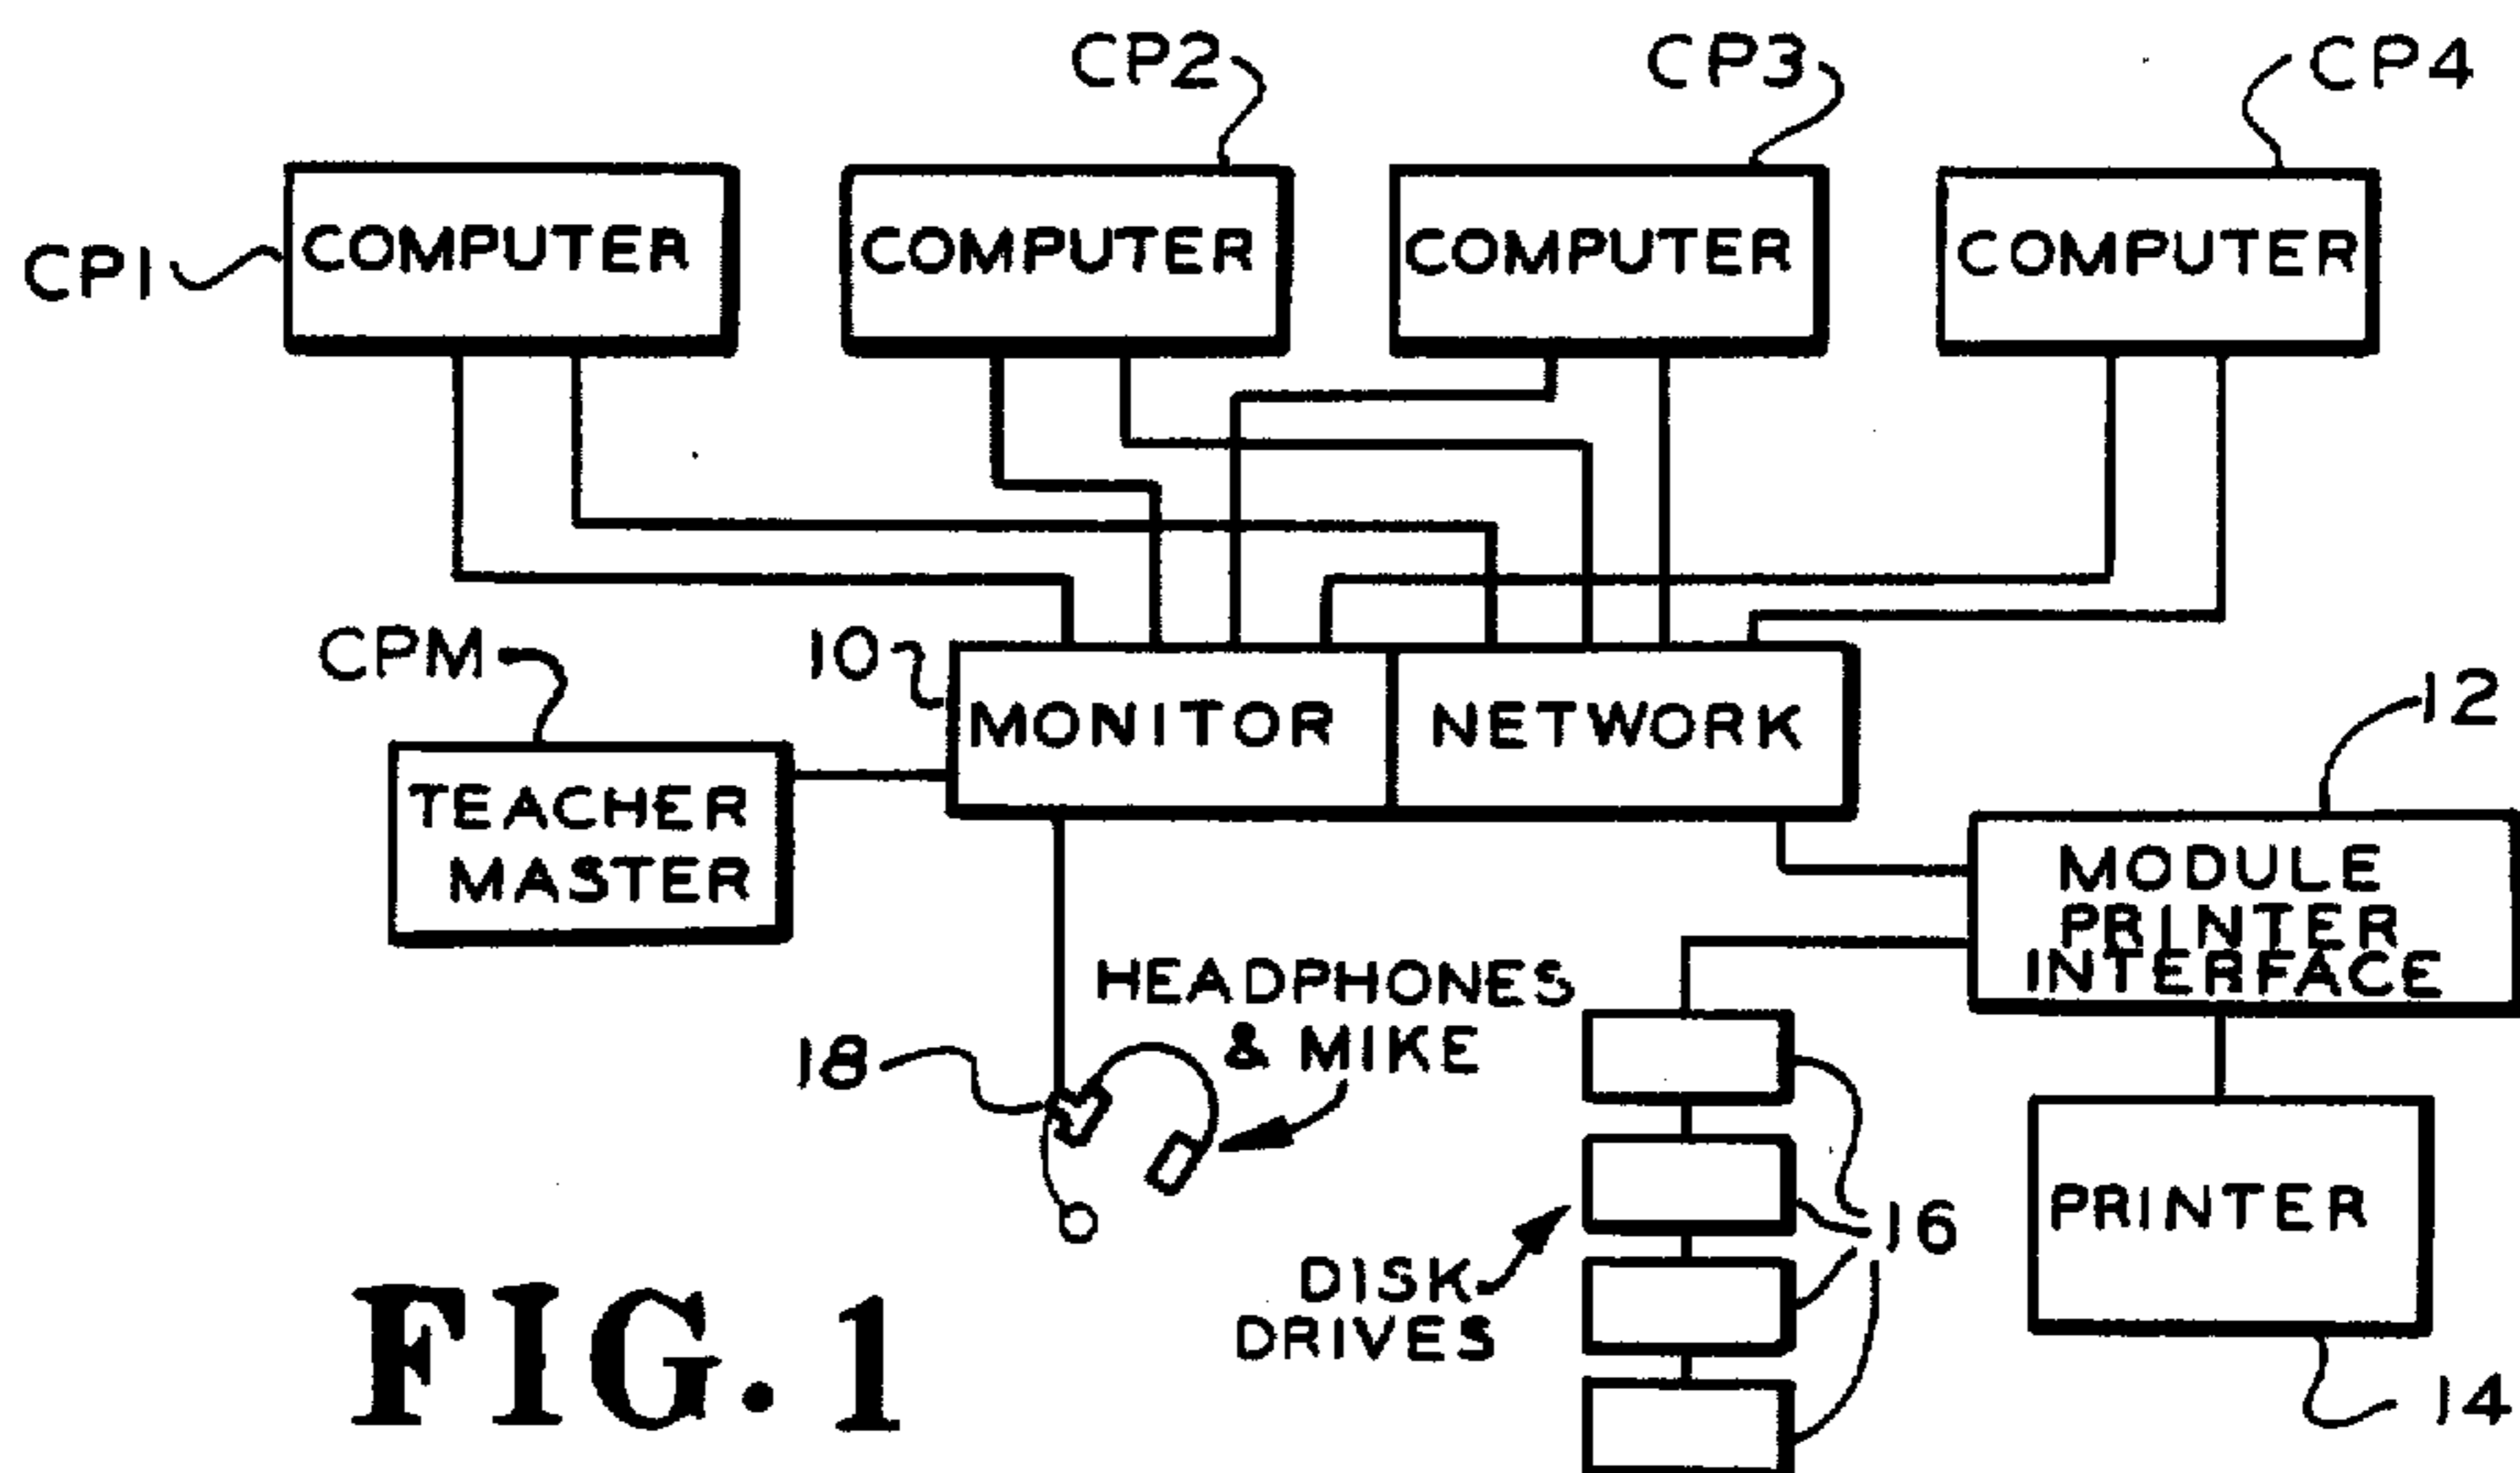 CP2
CP3
CP4
CP1
COMPUTER
COMPUTER
COMPUTER
COMPUTER
CPM
10
MONITOR
NETWORK
12
TEACHER
MASTER
MODULE
PRINTER
INTERFACE
HEADPHONES
& MIKE
18
16
PRINTER
DISK
DRIVES
14
FIG. 1